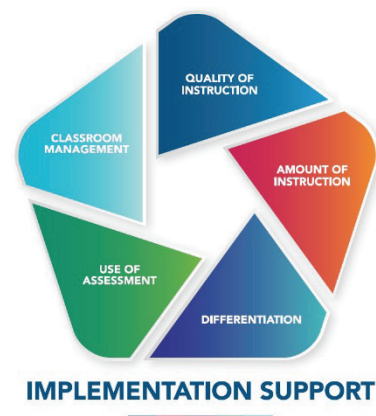 QUALITY OF
INSTRUCTION
CLASSROOM
MANAGEMENT
AMOUNT OF
INSTRUCTION
USE OF
ASSESSMENT
DIFFERENTIATION
IMPLEMENTATION SUPPORT